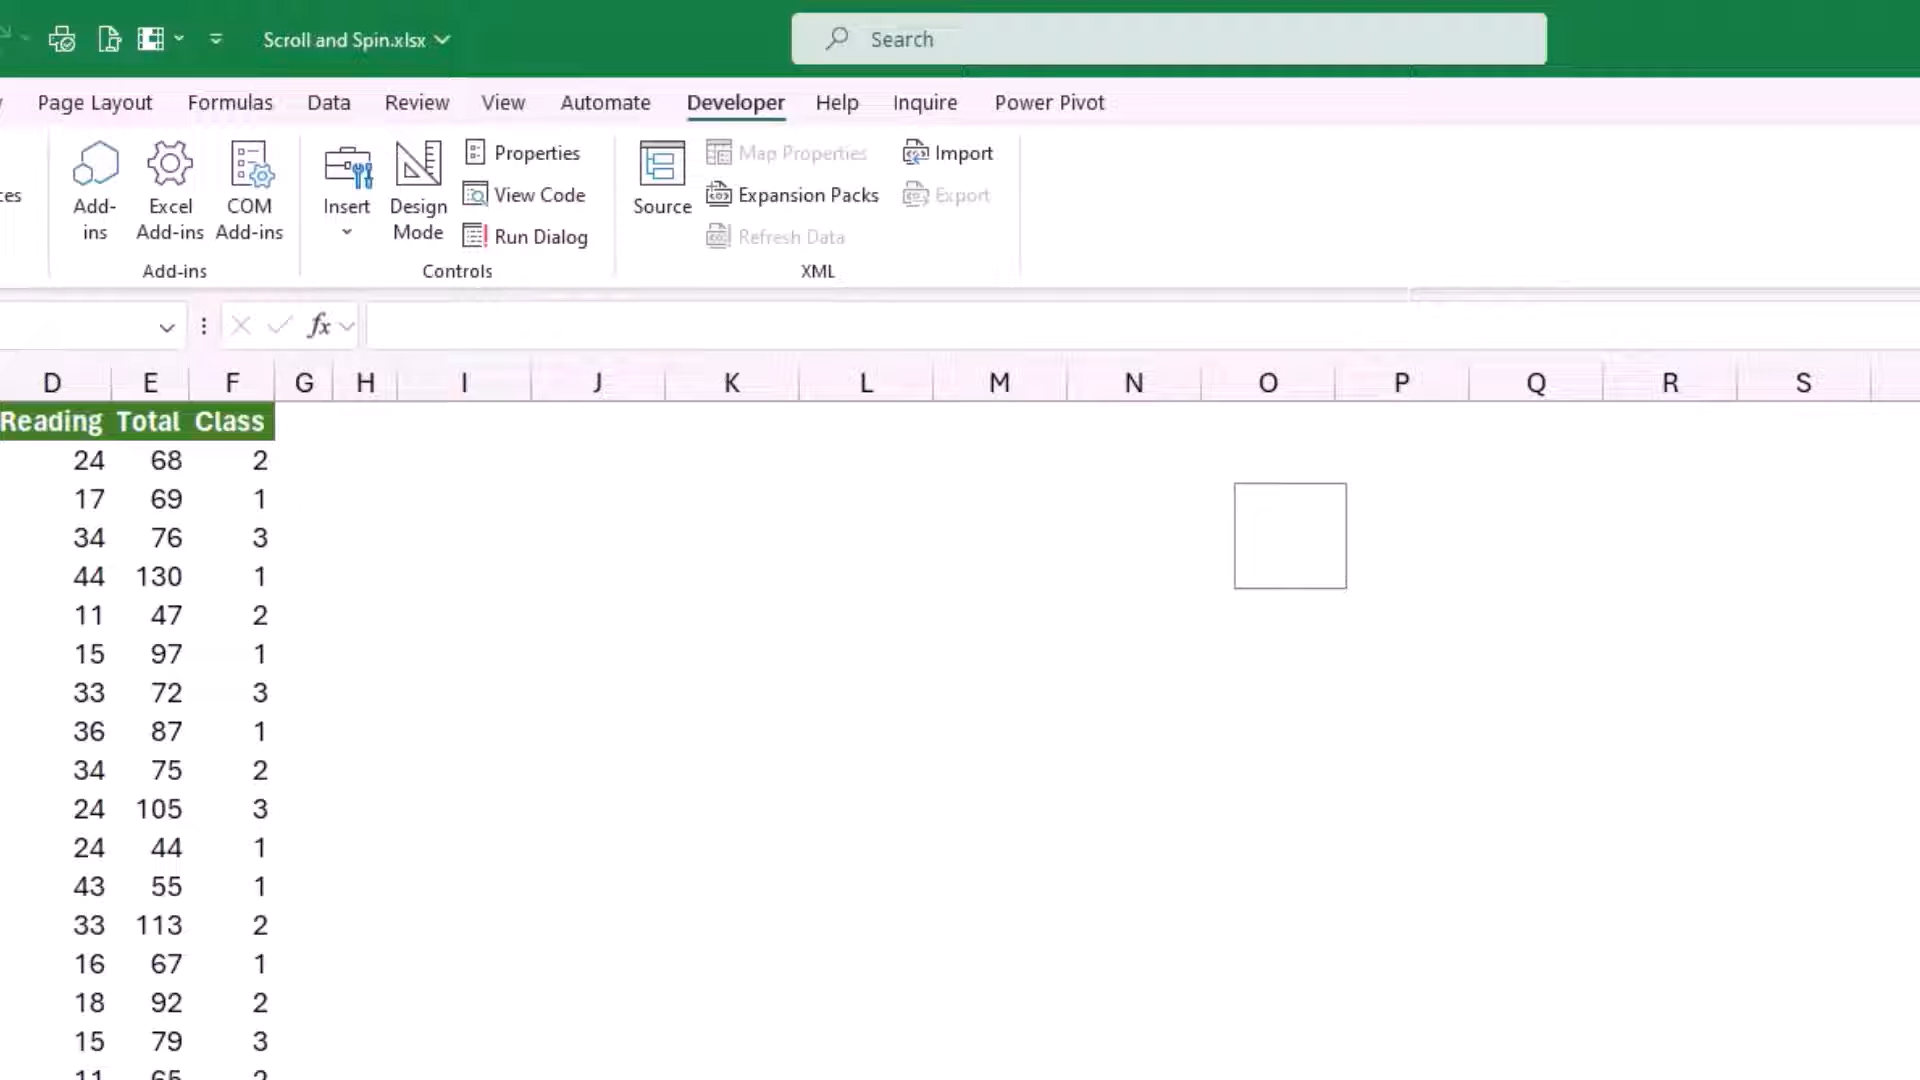 Scroll and Spin.xlsx
Search
Page Layout Formulas Data Review View Automate Developer Help Inquire Power Pivot
Add-
ins
Excel
Add-ins
COM
Add-ins
Add-ins
Insert
Design
Mode
Properties
View Code
Run Dialog
Controls
Source
Map Properties
Expansion Packs
Refresh Data
Import
Export
XML
fx
D E F G H I J K L M N O P Q R S
Reading Total Class
24 68 2
17 69 1
34 76 3
44 130 1
11 47 2
15 97 1
33 72 3
36 87 1
34 75 2
24 105 3
24 44 1
43 55 1
33 113 2
16 67 1
18 92 2
15 79 3
11 65 2